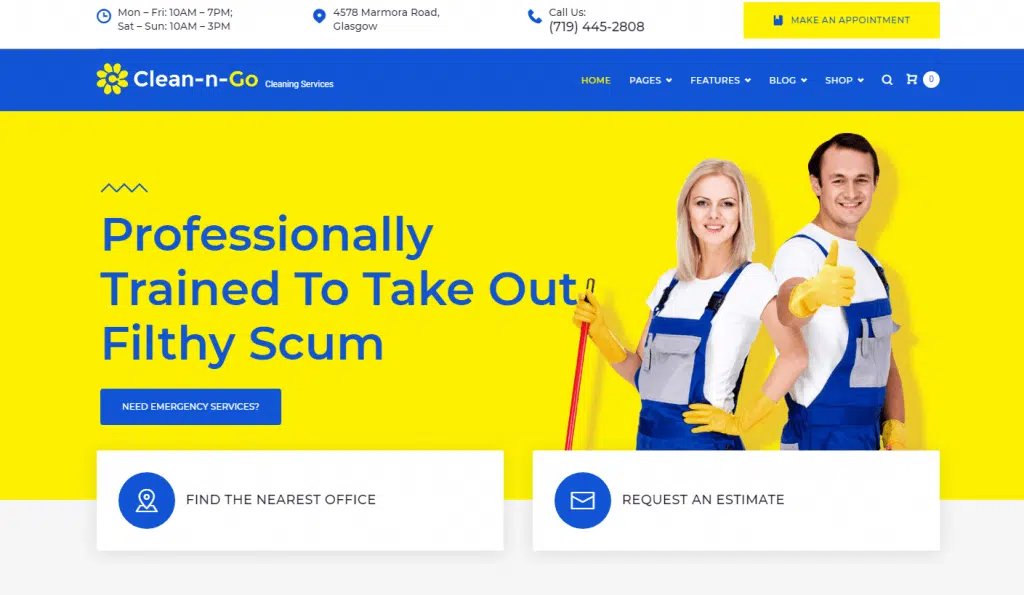 Mon – Fri: 10AM – 7PM;
Sat – Sun: 10AM – 3PM
4578 Marmora Road,
Glasgow
Call Us:
(719) 445-2808
MAKE AN APPOINTMENT
Clean-n-Go Cleaning Services
HOME PAGES FEATURES BLOG SHOP 0
Professionally
Trained To Take Out
Filthy Scum
NEED EMERGENCY SERVICES?
FIND THE NEAREST OFFICE
REQUEST AN ESTIMATE